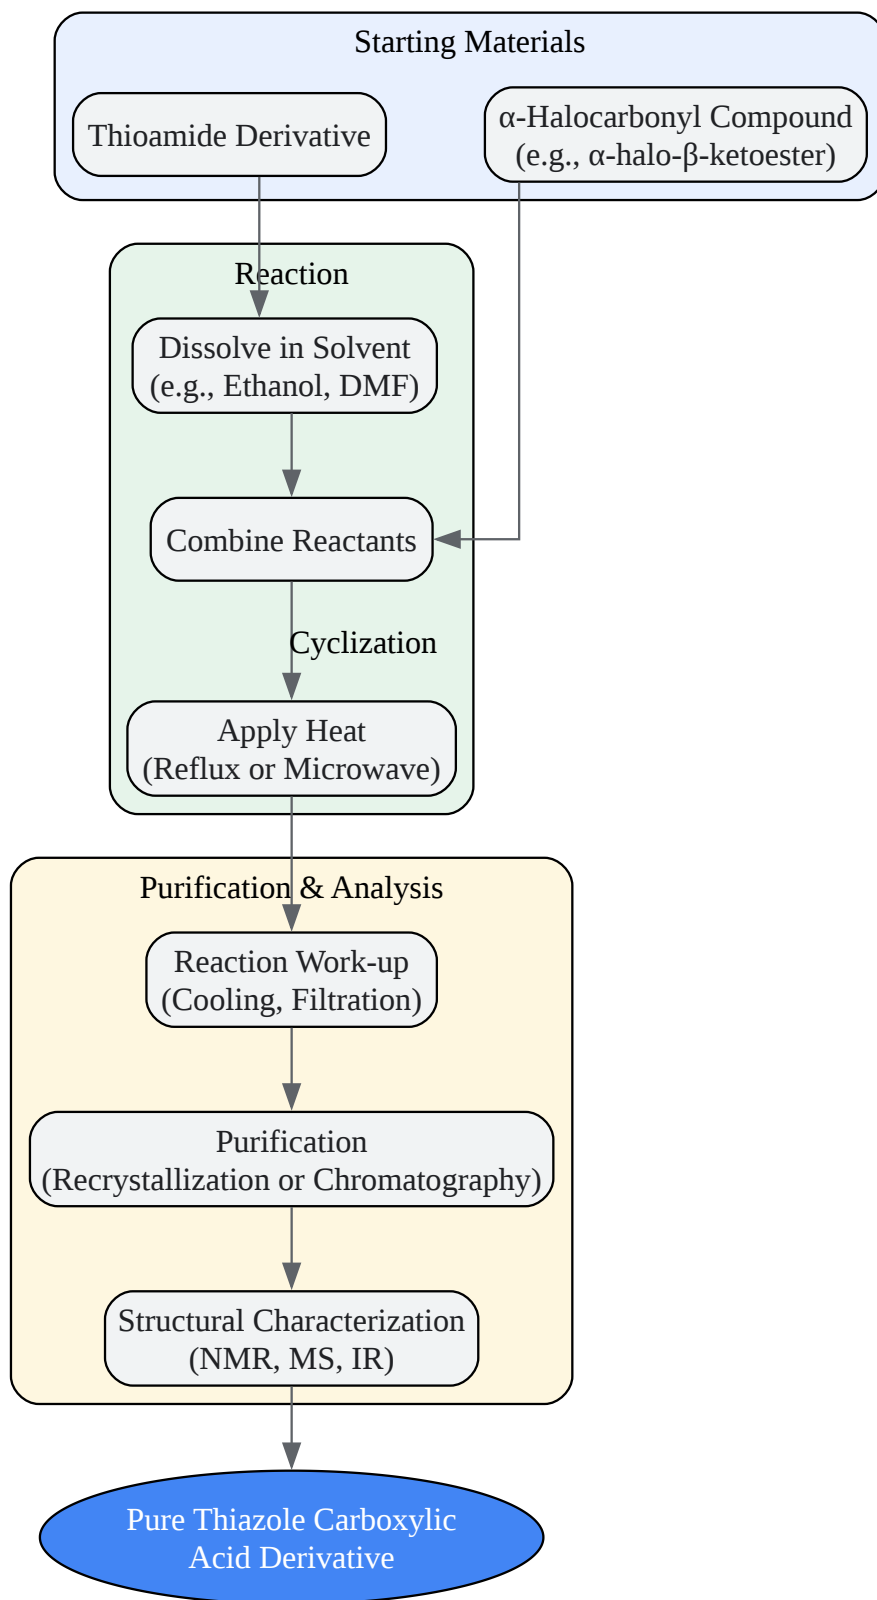 Starting Materials
Thioamide Derivative
α-Halocarbonyl Compound
(e.g., α-halo-β-ketoester)
Reaction
Dissolve in Solvent
(e.g., Ethanol, DMF)
Combine Reactants
Cyclization
Apply Heat
(Reflux or Microwave)
Purification & Analysis
Reaction Work-up
(Cooling, Filtration)
Purification
(Recrystallization or Chromatography)
Structural Characterization
(NMR, MS, IR)
Pure Thiazole Carboxylic
Acid Derivative